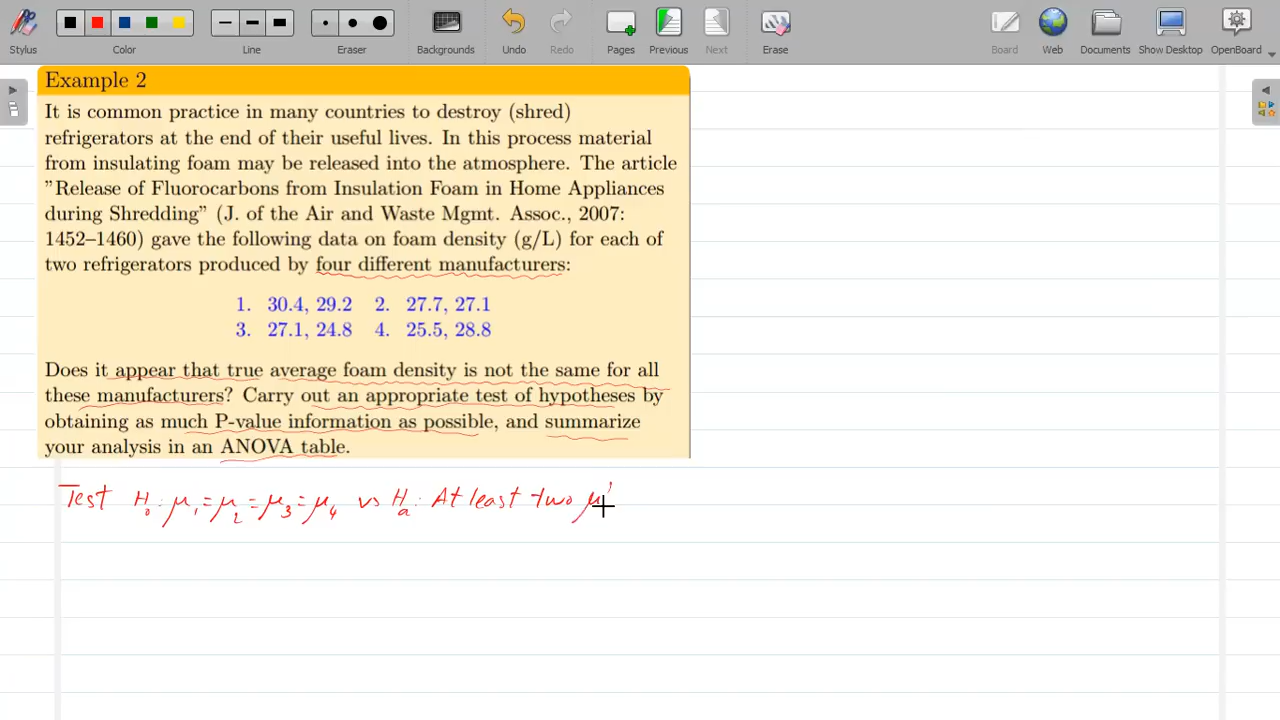 Stylus Color Line Eraser Backgrounds Undo Redo Pages Previous Next Erase Board Web Documents Show Desktop OpenBoard
Example 2
It is common practice in many countries to destroy (shred)
refrigerators at the end of their useful lives. In this process material
from insulating foam may be released into the atmosphere. The article
”Release of Fluorocarbons from Insulation Foam in Home Appliances
during Shredding” (J. of the Air and Waste Mgmt. Assoc., 2007:
1452–1460) gave the following data on foam density (g/L) for each of
two refrigerators produced by four different manufacturers:
1. 30.4, 29.2 2. 27.7, 27.1
3. 27.1, 24.8 4. 25.5, 28.8
Does it appear that true average foam density is not the same for all
these manufacturers? Carry out an appropriate test of hypotheses by
obtaining as much P-value information as possible, and summarize
your analysis in an ANOVA table.
Test H₀: μ₁ = μ₂ = μ₃ = μ₄ vs Hₐ: At least two μ'